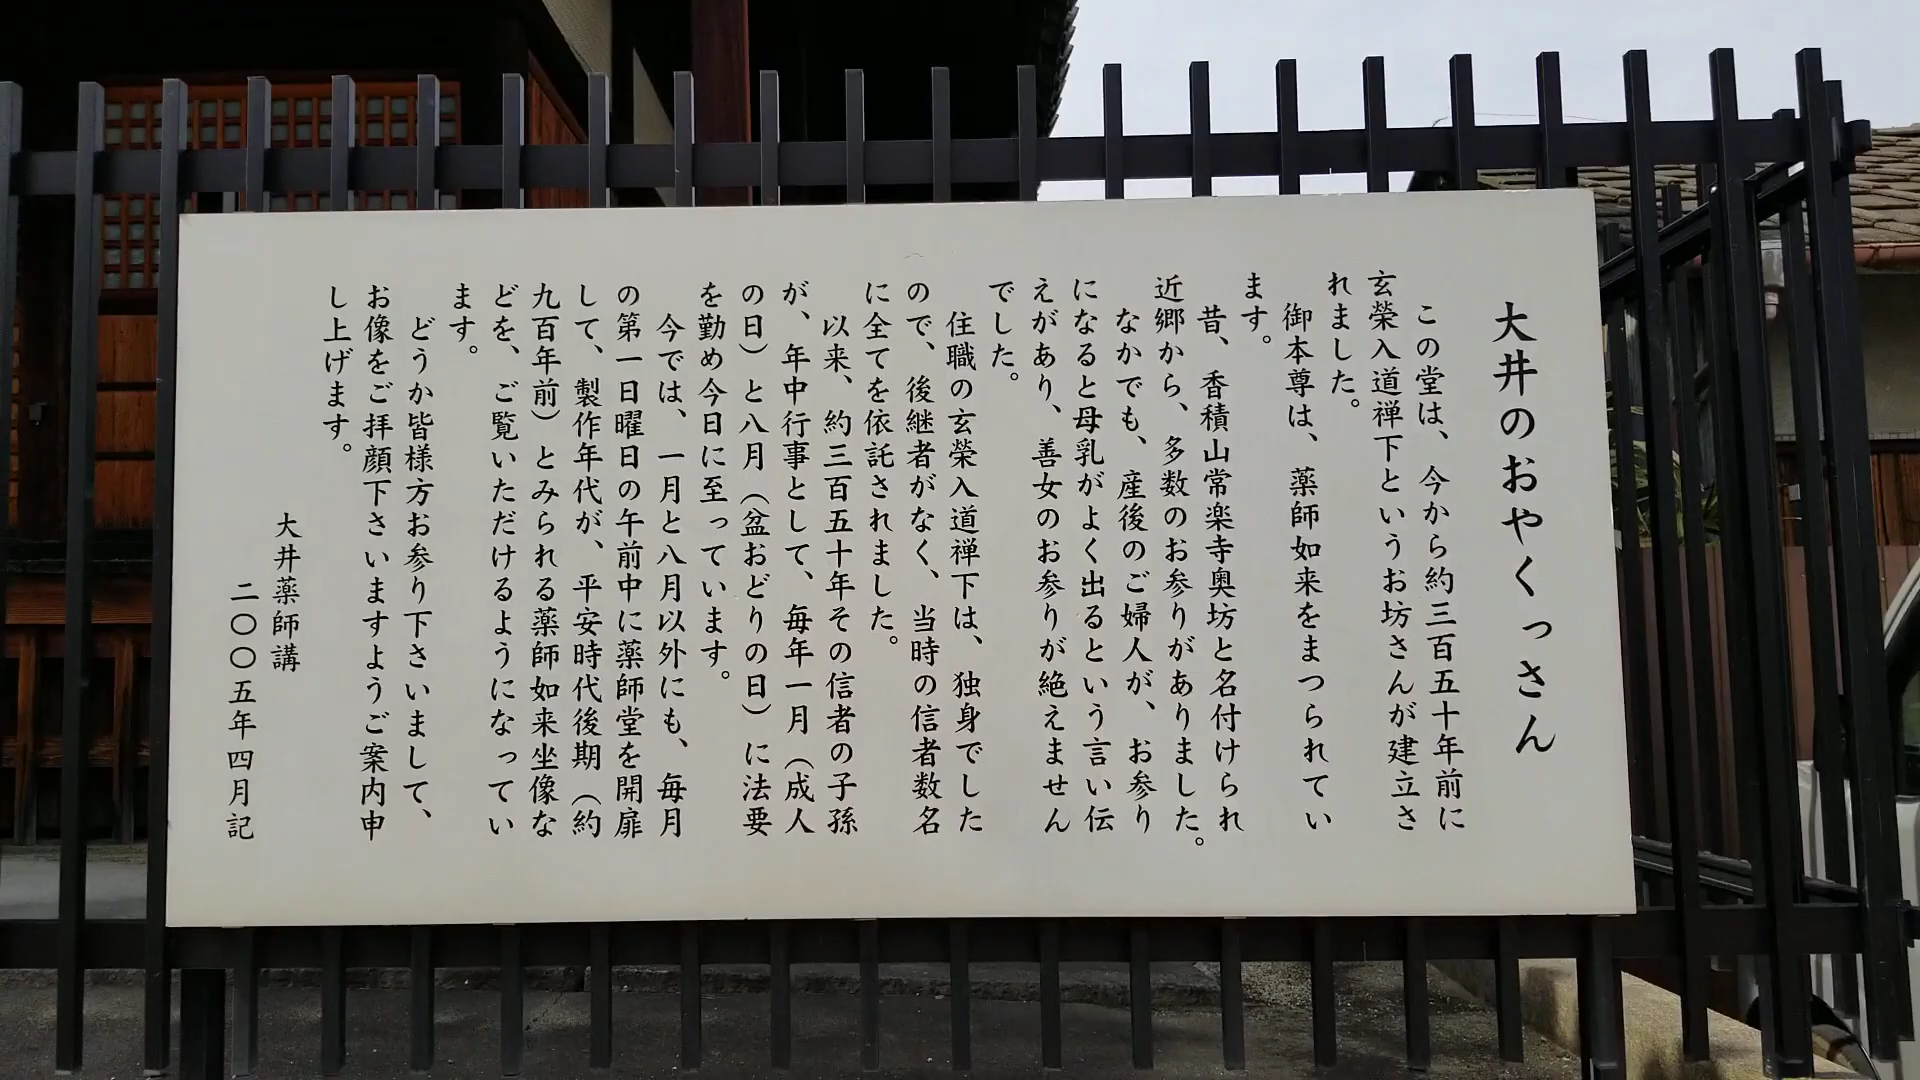 大井のおやくっさん
この堂は、今から約三百五十年前に
玄榮入道禅下というお坊さんが建立さ
れました。
御本尊は、薬師如来をまつられてい
ます。
昔、香積山常楽寺奥坊と名付けられ
近郷から、多数のお参りがありました。
なかでも、産後のご婦人が、お参り
になると母乳がよく出るという言い伝
えがあり、善女のお参りが絶えません
でした。
住職の玄榮入道禅下は、独身でした
ので、後継者がなく、当時の信者数名
に全てを依託されました。
以来、約三百五十年その信者の子孫
が、年中行事として、毎年一月（成人
の日）と八月（盆おどりの日）に法要
を勤め今日に至っています。
今では、一月と八月以外にも、毎月
の第一日曜日の午前中に薬師堂を開扉
して、製作年代が、平安時代後期（約
九百年前）とみられる薬師如来坐像な
どを、ご覧いただけるようになってい
ます。
どうか皆様方お参り下さいまして、
お像をご拝顔下さいますようご案内申
し上げます。
大井薬師講
二〇〇五年四月記